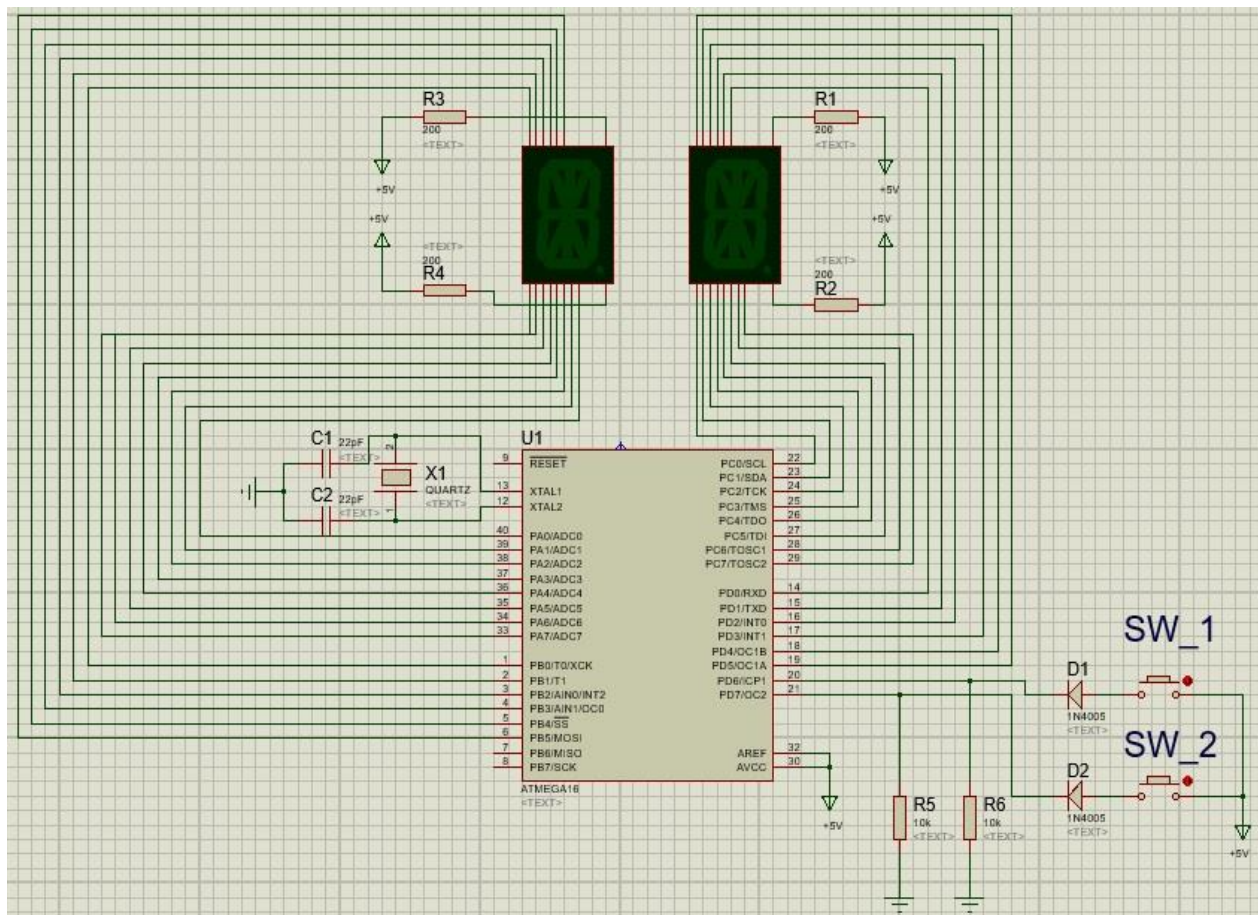 R3
200
<TEXT>
+5V
+5V
<TEXT>
200
R4
R1
200
<TEXT>
+5V
+5V
<TEXT>
200
R2
C1
22pF
<TEXT>
C2
22pF
<TEXT>
2
1
X1
QUARTZ
<TEXT>
U1
9 RESET
13 XTAL1
12 XTAL2
40 PA0/ADC0
39 PA1/ADC1
38 PA2/ADC2
37 PA3/ADC3
36 PA4/ADC4
35 PA5/ADC5
34 PA6/ADC6
33 PA7/ADC7
1 PB0/T0/XCK
2 PB1/T1
3 PB2/AIN0/INT2
4 PB3/AIN1/OC0
5 PB4/SS
6 PB5/MOSI
7 PB6/MISO
8 PB7/SCK
PC0/SCL 22
PC1/SDA 23
PC2/TCK 24
PC3/TMS 25
PC4/TDO 26
PC5/TDI 27
PC6/TOSC1 28
PC7/TOSC2 29
PD0/RXD 14
PD1/TXD 15
PD2/INT0 16
PD3/INT1 17
PD4/OC1B 18
PD5/OC1A 19
PD6/ICP1 20
PD7/OC2 21
AREF 32
AVCC 30
ATMEGA16
<TEXT>
+5V
R5
10k
<TEXT>
R6
10k
<TEXT>
SW_1
D1
1N4005
<TEXT>
SW_2
D2
1N4005
<TEXT>
+5V